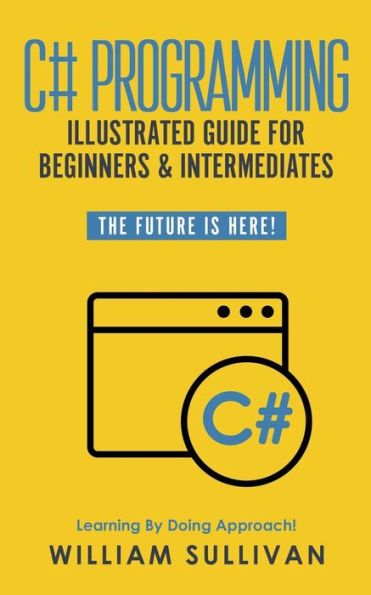 C# PROGRAMMING
ILLUSTRATED GUIDE FOR
BEGINNERS & INTERMEDIATES
THE FUTURE IS HERE!
C#
Learning By Doing Approach!
WILLIAM SULLIVAN